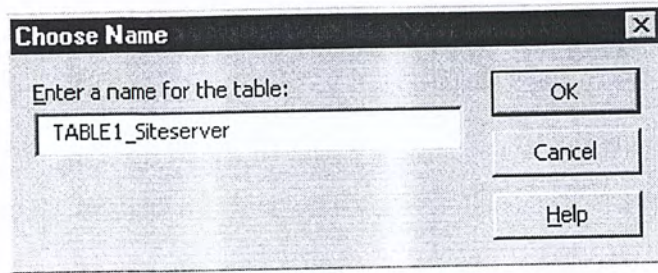 Choose Name
Enter a name for the table:
TABLE1_Siteserver
OK
Cancel
Help